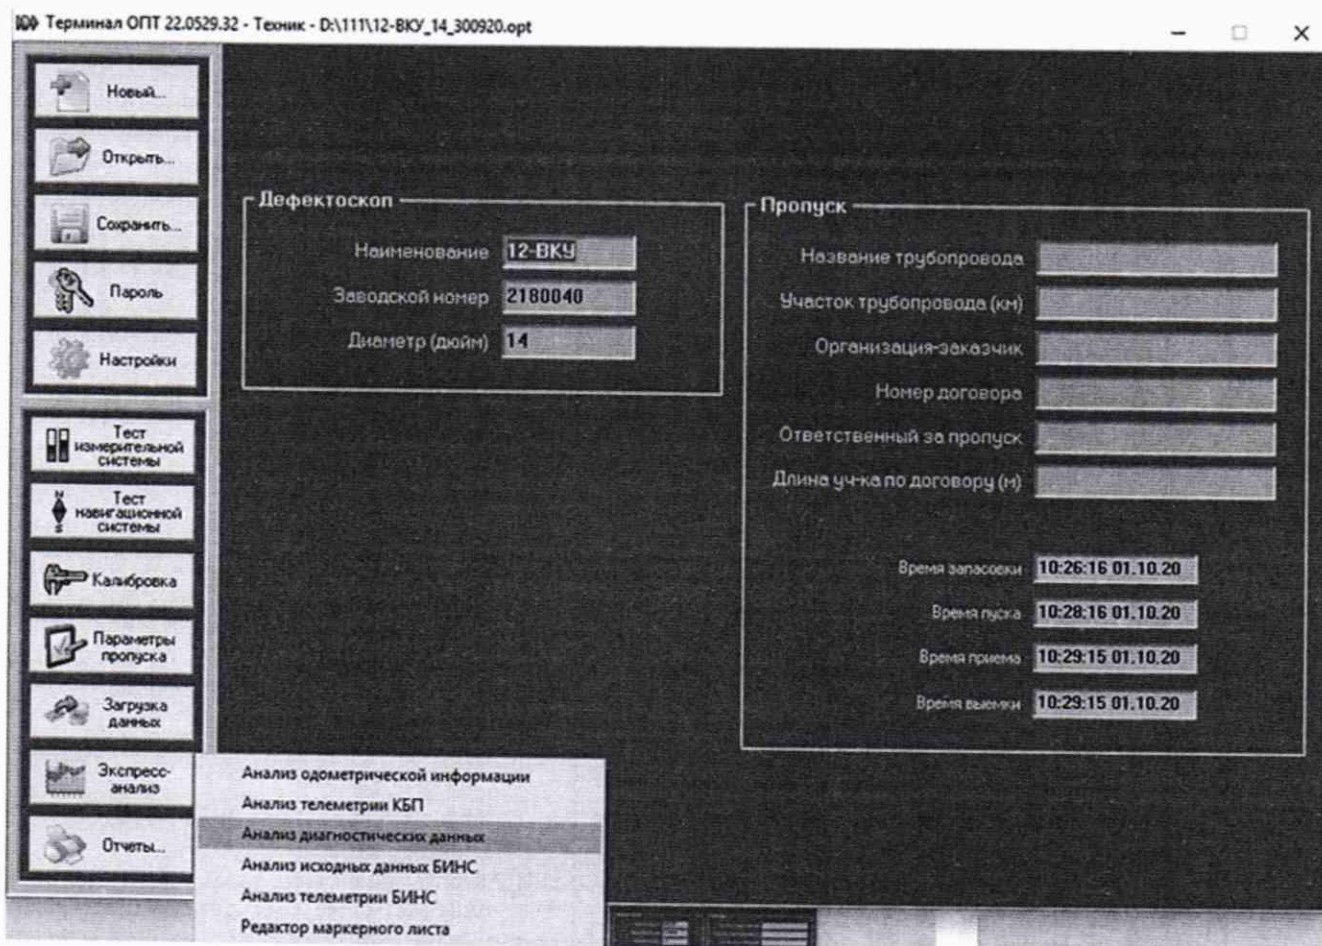 Терминал ОПТ 22.0529.32 - Техник - D:\111\12-ВКУ_14_300920.opt
Новый...
Открыть...
Сохранить...
Пароль
Настройки
Тест
измерительной
системы
Тест
навигационной
системы
Калибровка
Параметры
пропуска
Загрузка
данных
Экспресс-
анализ
Отчеты...
Дефектоскоп
Наименование 12-ВКУ
Заводской номер 2180040
Диаметр (дюйм) 14
Пропуск
Название трубопровода
Участок трубопровода (км)
Организация-заказчик
Номер договора
Ответственный за пропуск
Длина уч-ка по договору (м)
Время запасовки 10:26:16 01.10.20
Время пуска 10:28:16 01.10.20
Время приема 10:29:15 01.10.20
Время выемки 10:29:15 01.10.20
Анализ одометрической информации
Анализ телеметрии КБП
Анализ диагностических данных
Анализ исходных данных БИНС
Анализ телеметрии БИНС
Редактор маркерного листа